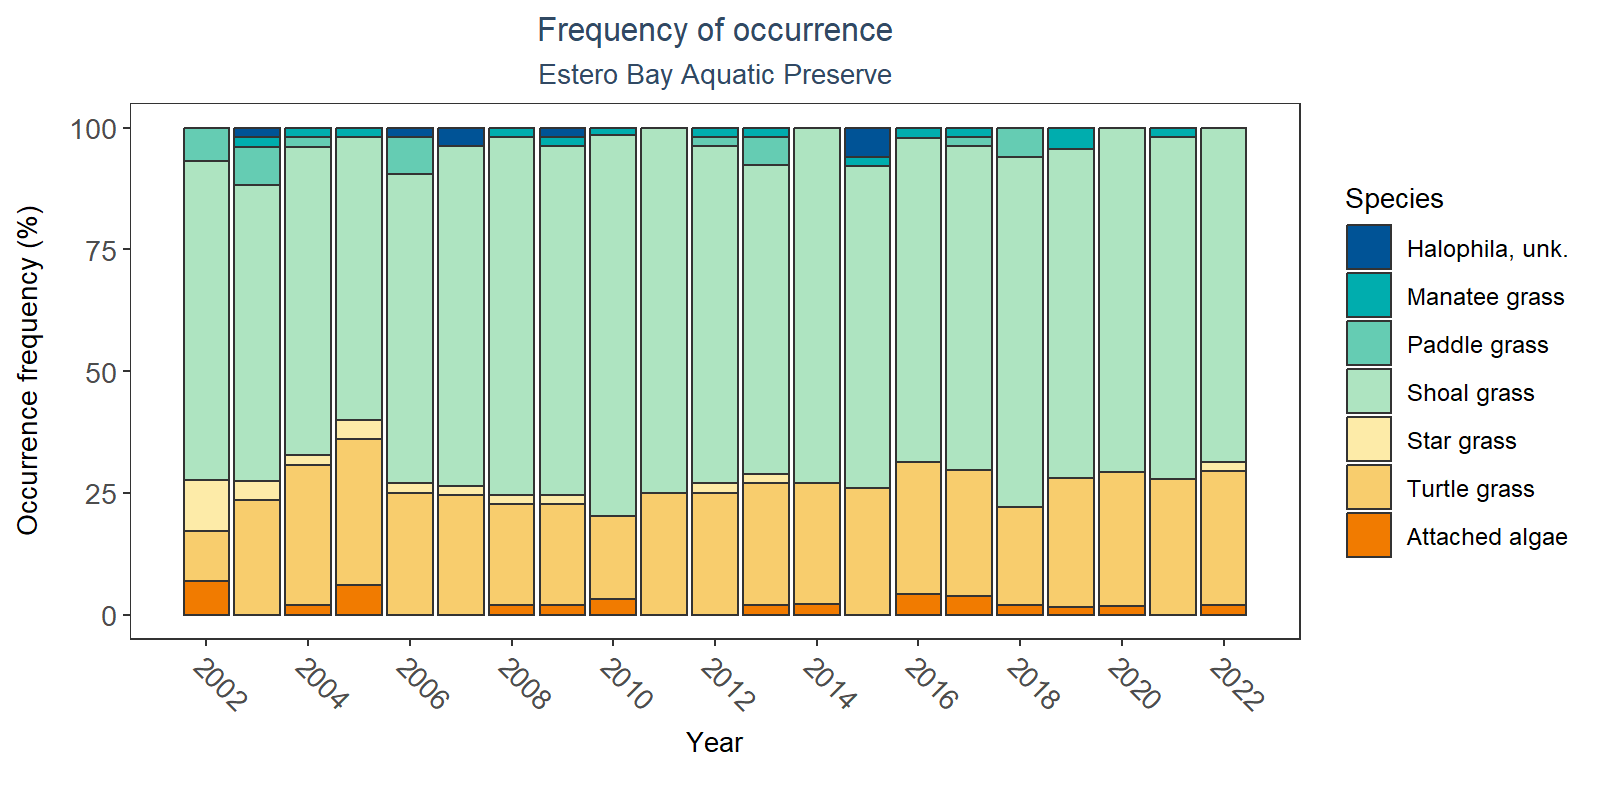 Frequency of occurrence
Estero Bay Aquatic Preserve
Occurrence frequency (%)
100
75
50
25
0
2002
2004
2006
2008
2010
2012
2014
2016
2018
2020
2022
Year
Species
Halophila, unk.
Manatee grass
Paddle grass
Shoal grass
Star grass
Turtle grass
Attached algae